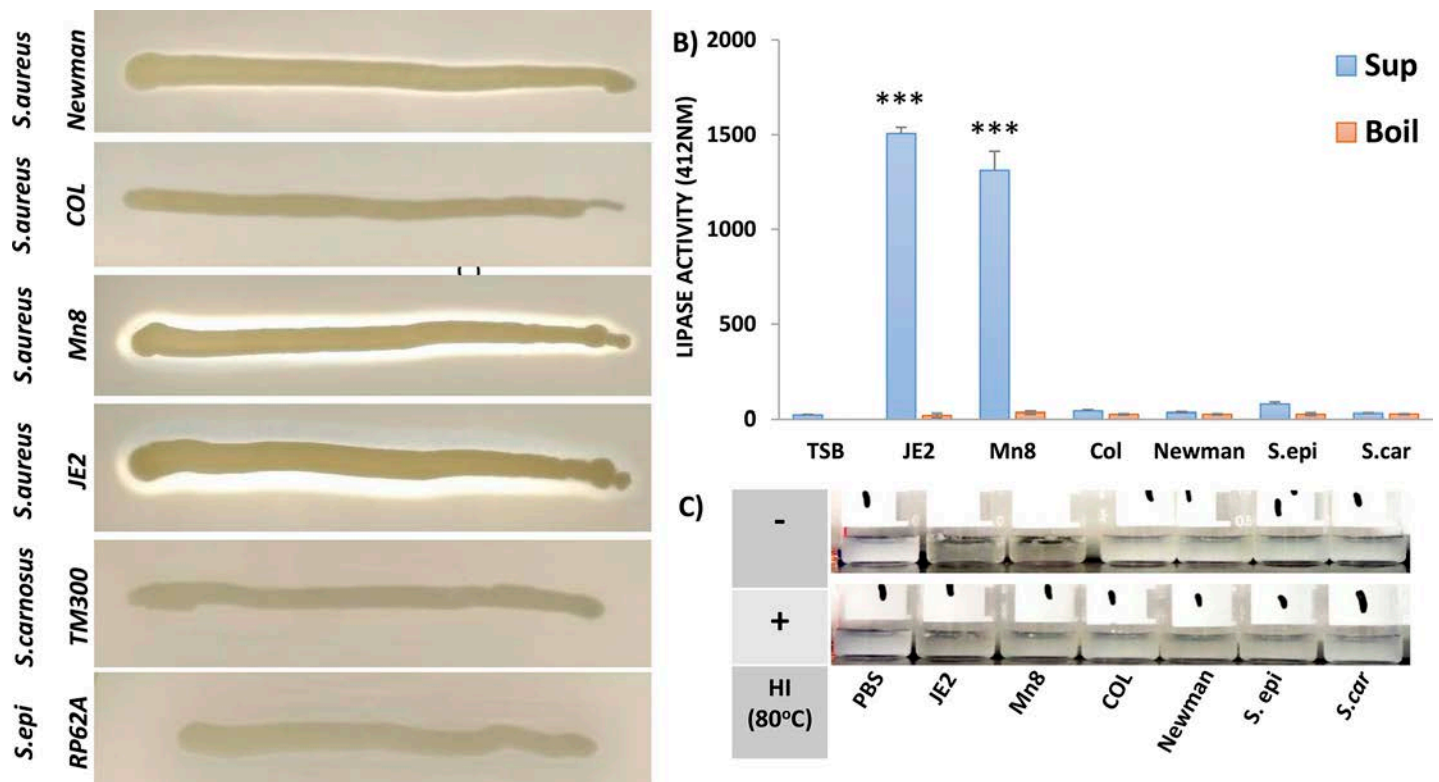 S.aureus
Newman
S.aureus
COL
S.aureus
Mn8
S.aureus
JE2
S.carnosus
TM300
S.epi
RP62A
B)
2000
1500
1000
500
0
LIPASE ACTIVITY (412NM)
***
***
Sup
Boil
TSB JE2 Mn8 Col Newman S.epi S.car
C)
-
+
HI
(80°C)
PBS JE2 Mn8 COL Newman S. epi S.car